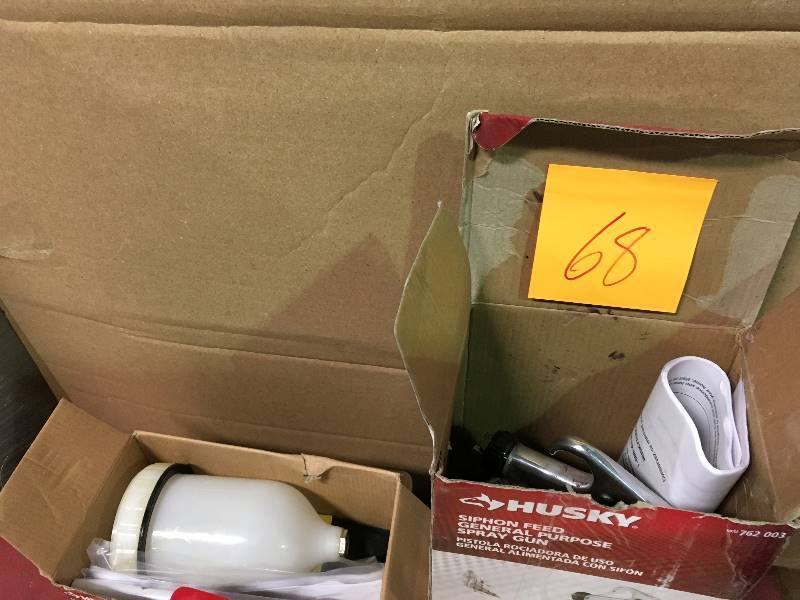 68
HUSKY
SIPHON FEED
GENERAL PURPOSE
SPRAY GUN
PISTOLA ROCIADORA DE USO
GENERAL ALIMENTADA CON SIFÓN
762 003